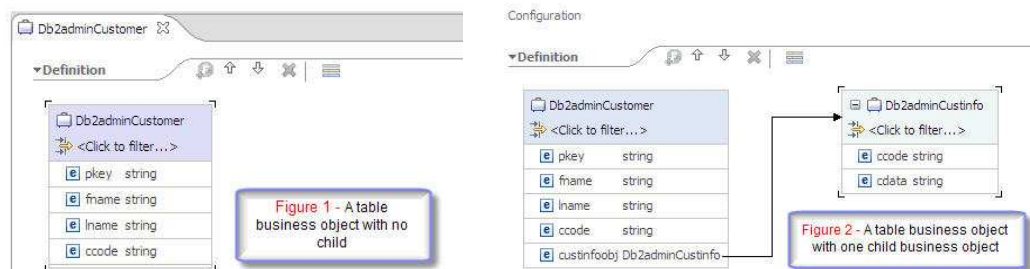 Db2adminCustomer
Definition
Db2adminCustomer
<Click to filter...>
e pkey string
e fname string
e lname string
e ccode string
Figure 1 - A table
business object with no
child
Configuration
Definition
Db2adminCustomer
<Click to filter...>
e pkey string
e fname string
e lname string
e ccode string
e custinfoobj Db2adminCustinfo
Db2adminCustinfo
<Click to filter...>
e ccode string
e cdata string
Figure 2 - A table business object
with one child business object